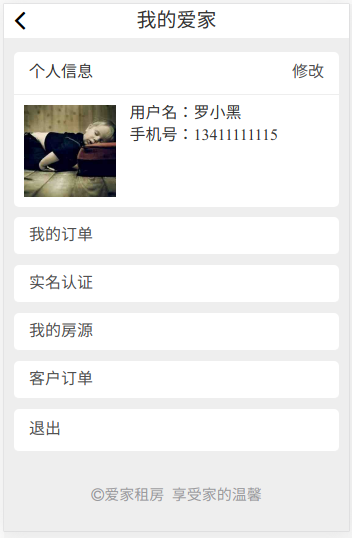 我的爱家
个人信息 修改
用户名：罗小黑
手机号：13411111115
我的订单
实名认证
我的房源
客户订单
退出
©爱家租房 享受家的温馨